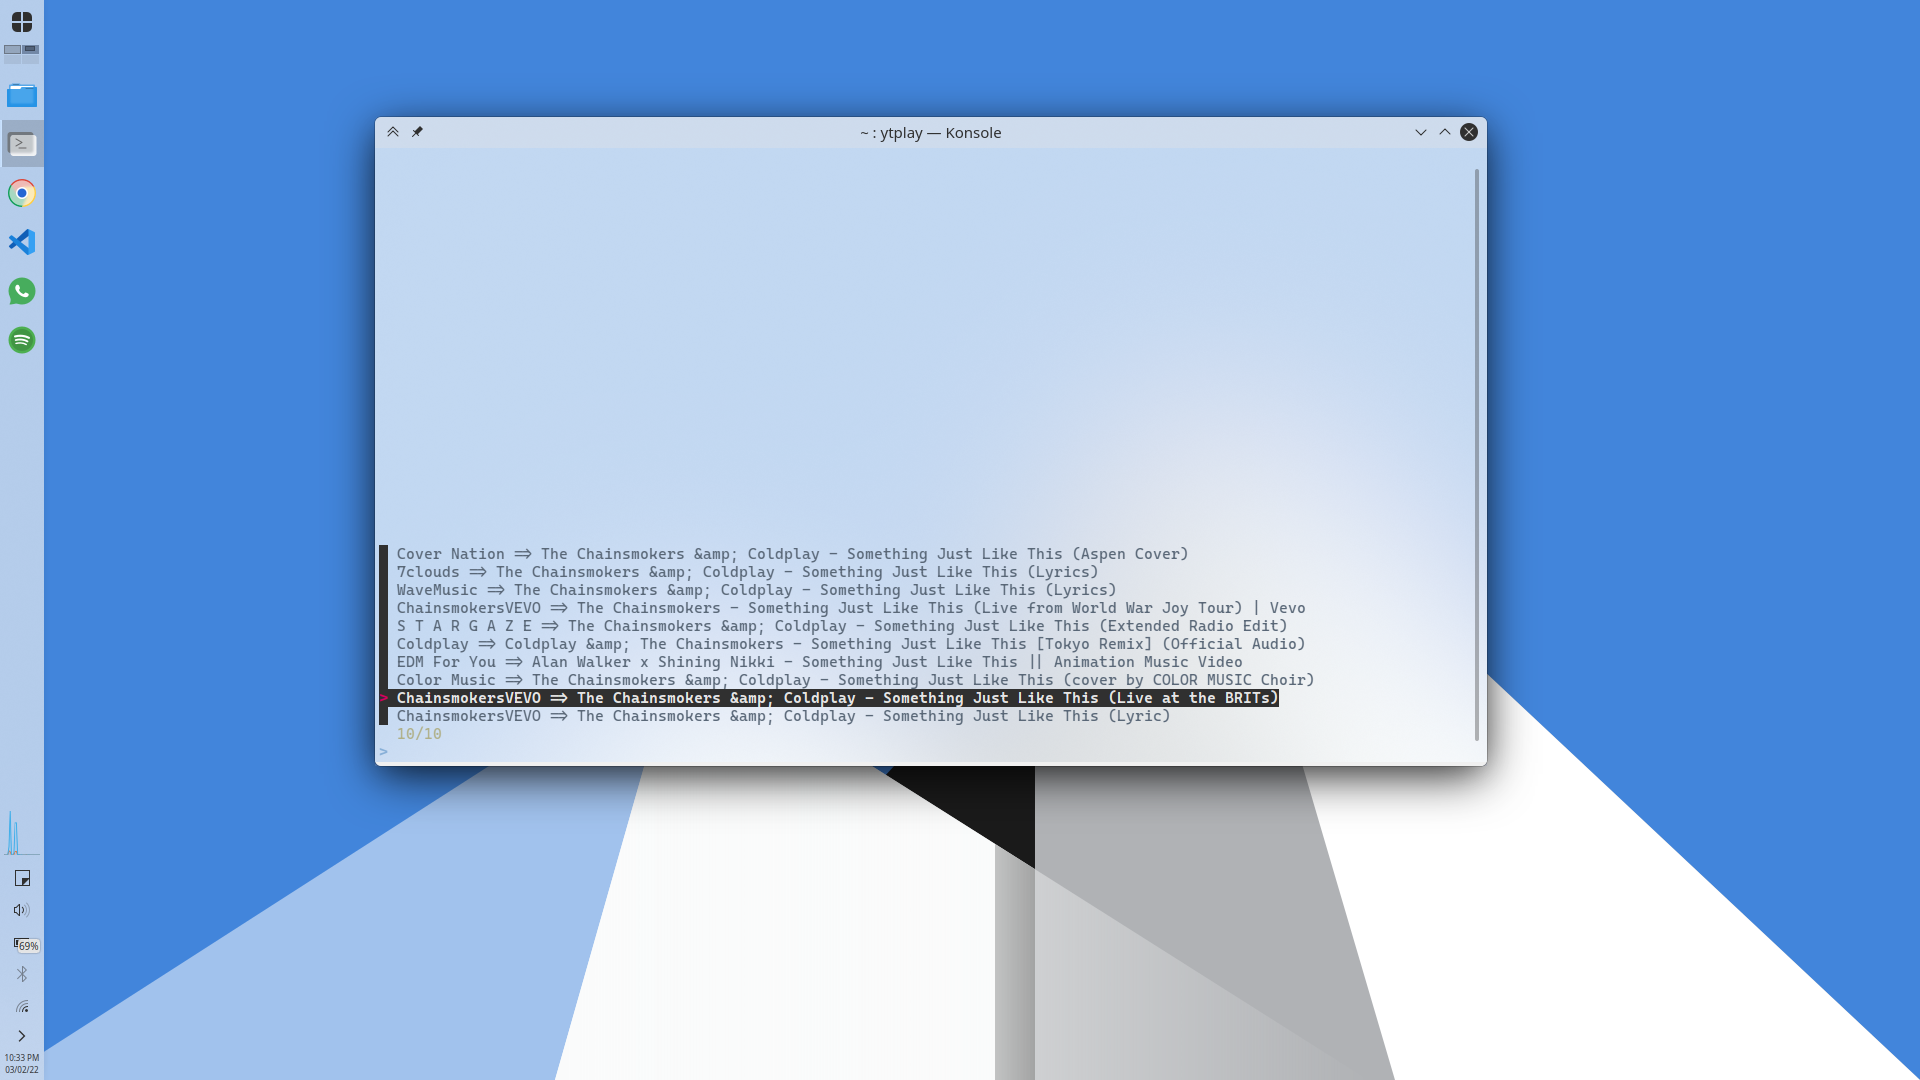 ~ : ytplay — Konsole
Cover Nation => The Chainsmokers &amp; Coldplay - Something Just Like This (Aspen Cover)
7clouds => The Chainsmokers &amp; Coldplay - Something Just Like This (Lyrics)
WaveMusic => The Chainsmokers &amp; Coldplay - Something Just Like This (Lyrics)
ChainsmokersVEVO => The Chainsmokers - Something Just Like This (Live from World War Joy Tour) | Vevo
S T A R G A Z E => The Chainsmokers &amp; Coldplay - Something Just Like This (Extended Radio Edit)
Coldplay => Coldplay &amp; The Chainsmokers - Something Just Like This [Tokyo Remix] (Official Audio)
EDM For You => Alan Walker x Shining Nikki - Something Just Like This || Animation Music Video
Color Music => The Chainsmokers &amp; Coldplay - Something Just Like This (cover by COLOR MUSIC Choir)
> ChainsmokersVEVO => The Chainsmokers &amp; Coldplay - Something Just Like This (Live at the BRITs)
ChainsmokersVEVO => The Chainsmokers &amp; Coldplay - Something Just Like This (Lyric)
10/10
>
69%
10:33 PM
03/02/22